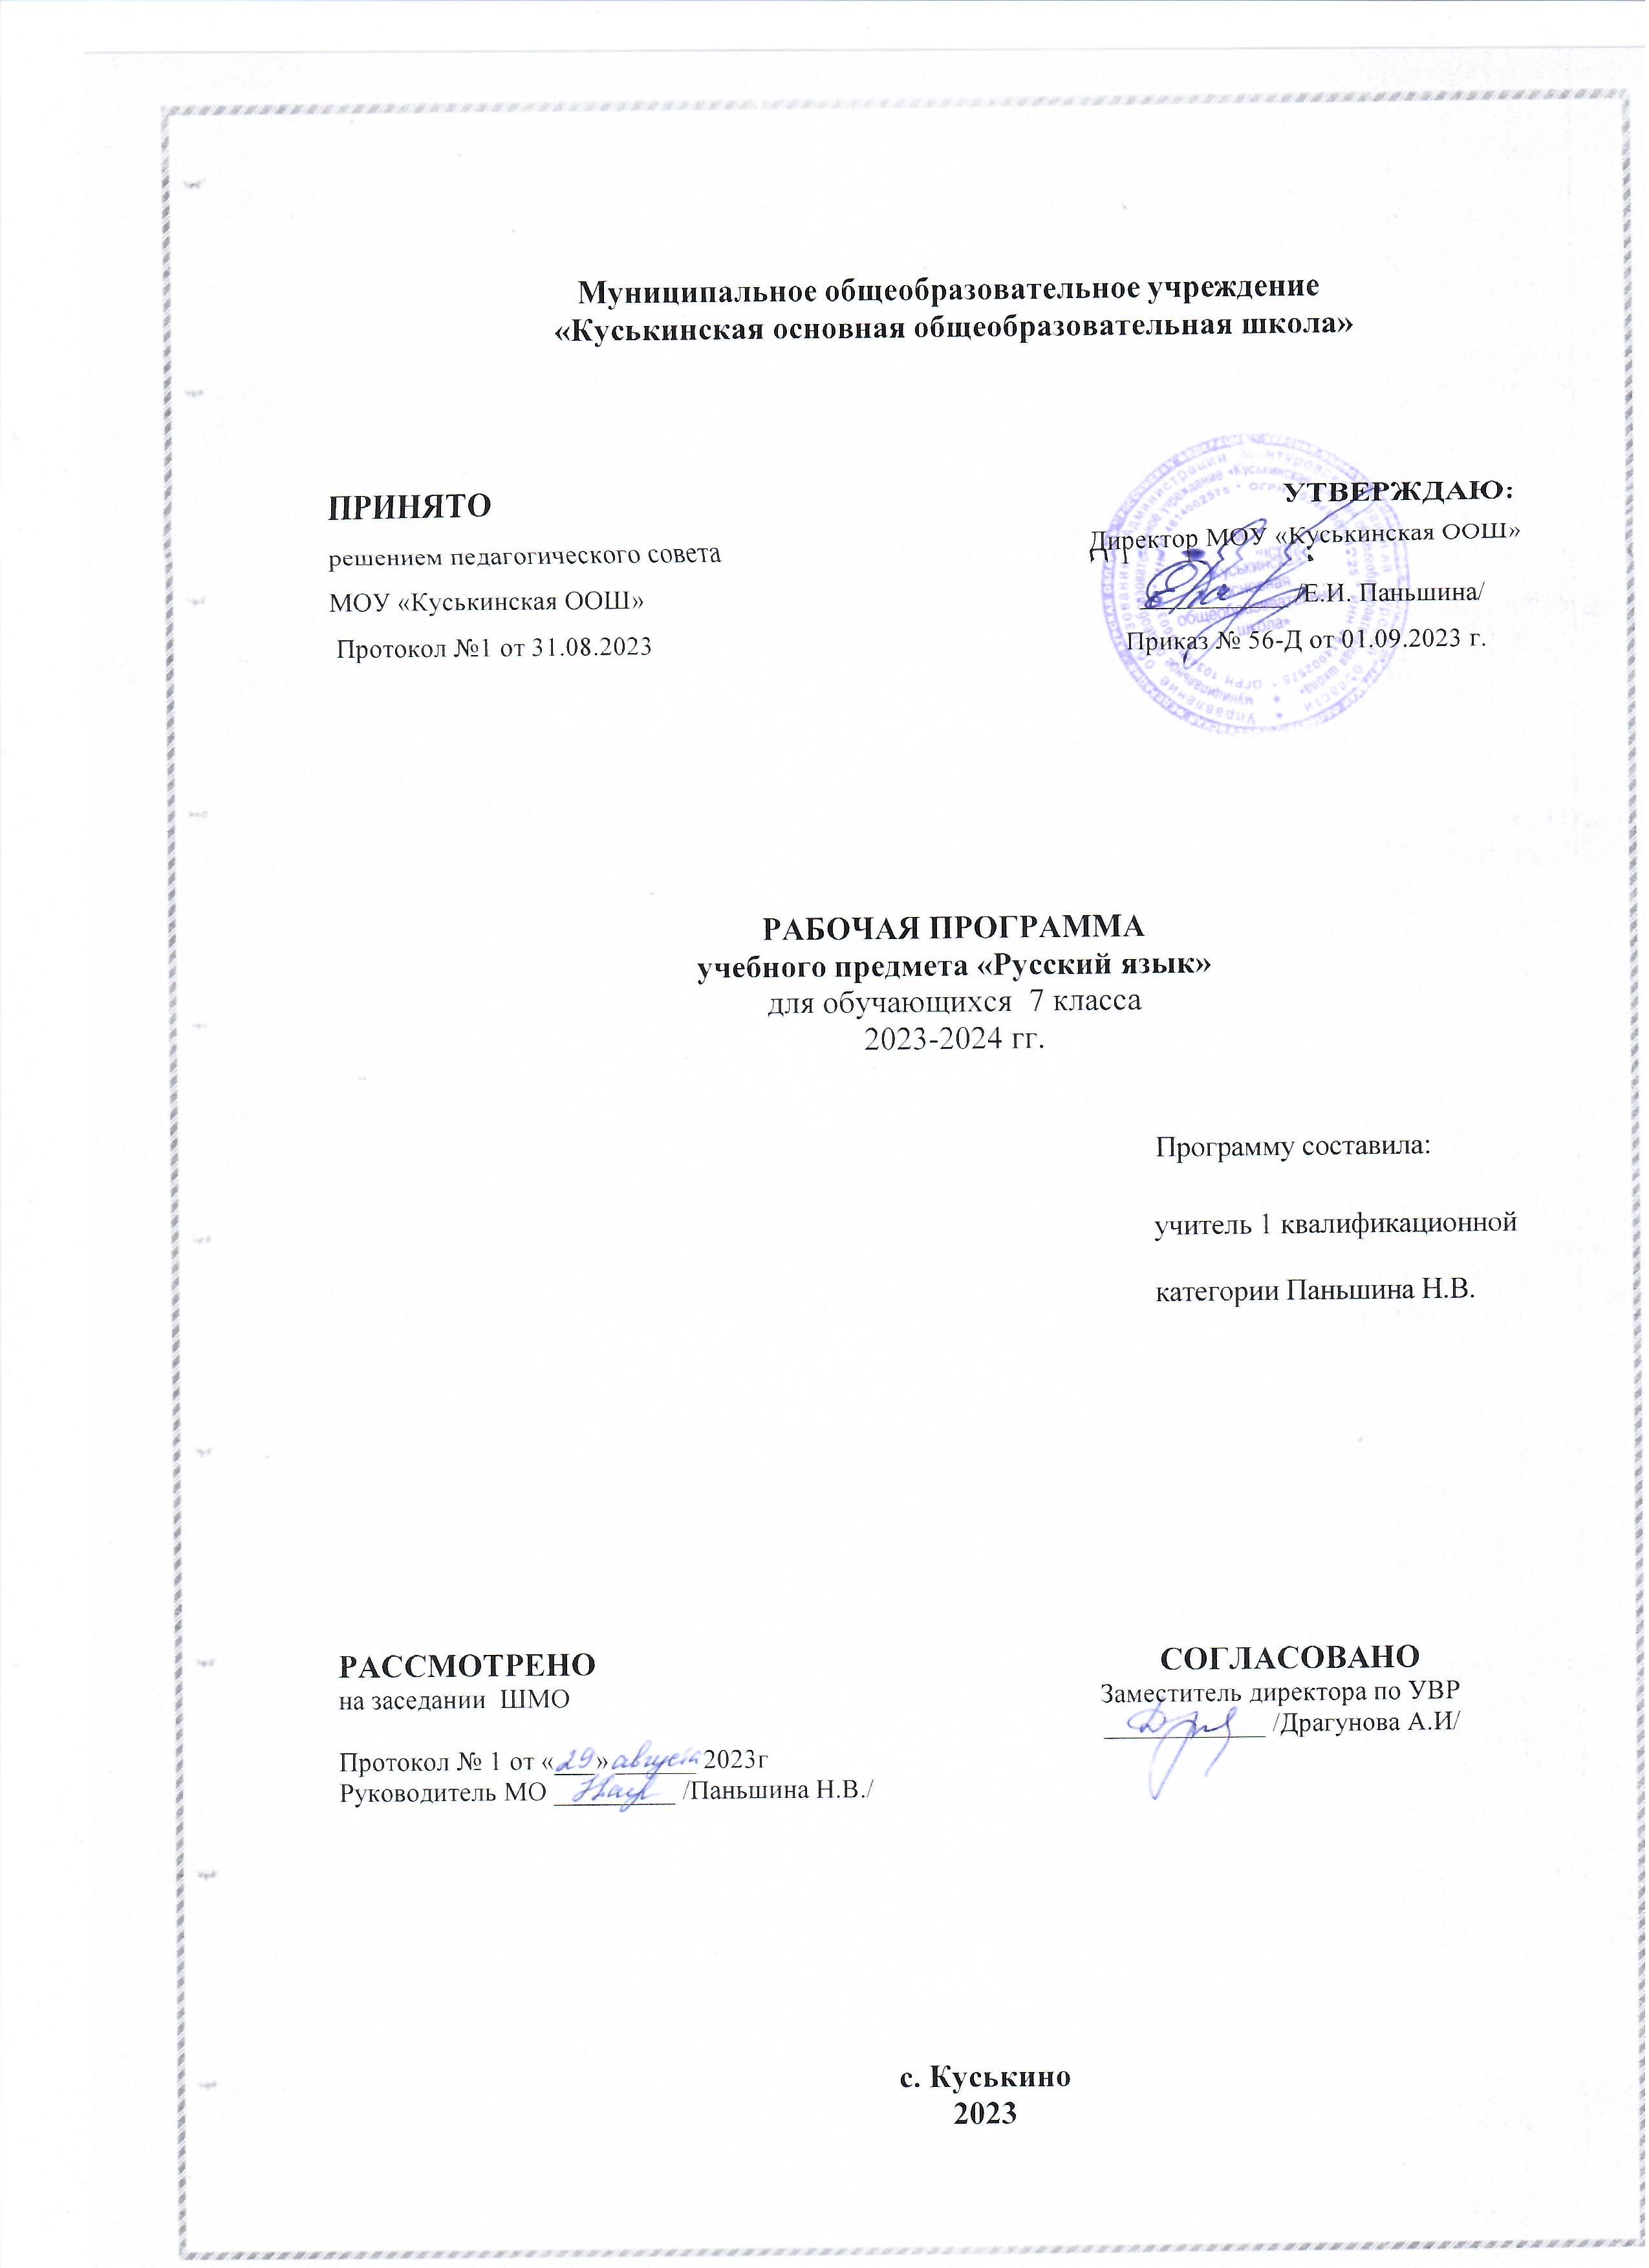 Муниципальное общеобразовательное учреждение
«Куськинская основная общеобразовательная школа»
ПРИНЯТО
решением педагогического совета
МОУ «Куськинская ООШ»
Протокол №1 от 31.08.2023
УТВЕРЖДАЮ:
Директор МОУ «Куськинская ООШ»
/Е.И. Паньшина/
Приказ № 56-Д от 01.09.2023 г.
РАБОЧАЯ ПРОГРАММА
учебного предмета «Русский язык»
для обучающихся 7 класса
2023-2024 гг.
Программу составила:
учитель 1 квалификационной
категории Паньшина Н.В.
РАССМОТРЕНО
на заседании ШМО
Протокол № 1 от «29» августа 2023г
Руководитель МО /Паньшина Н.В./
СОГЛАСОВАНО
Заместитель директора по УВР
/Драгунова А.И/
с. Куськино
2023